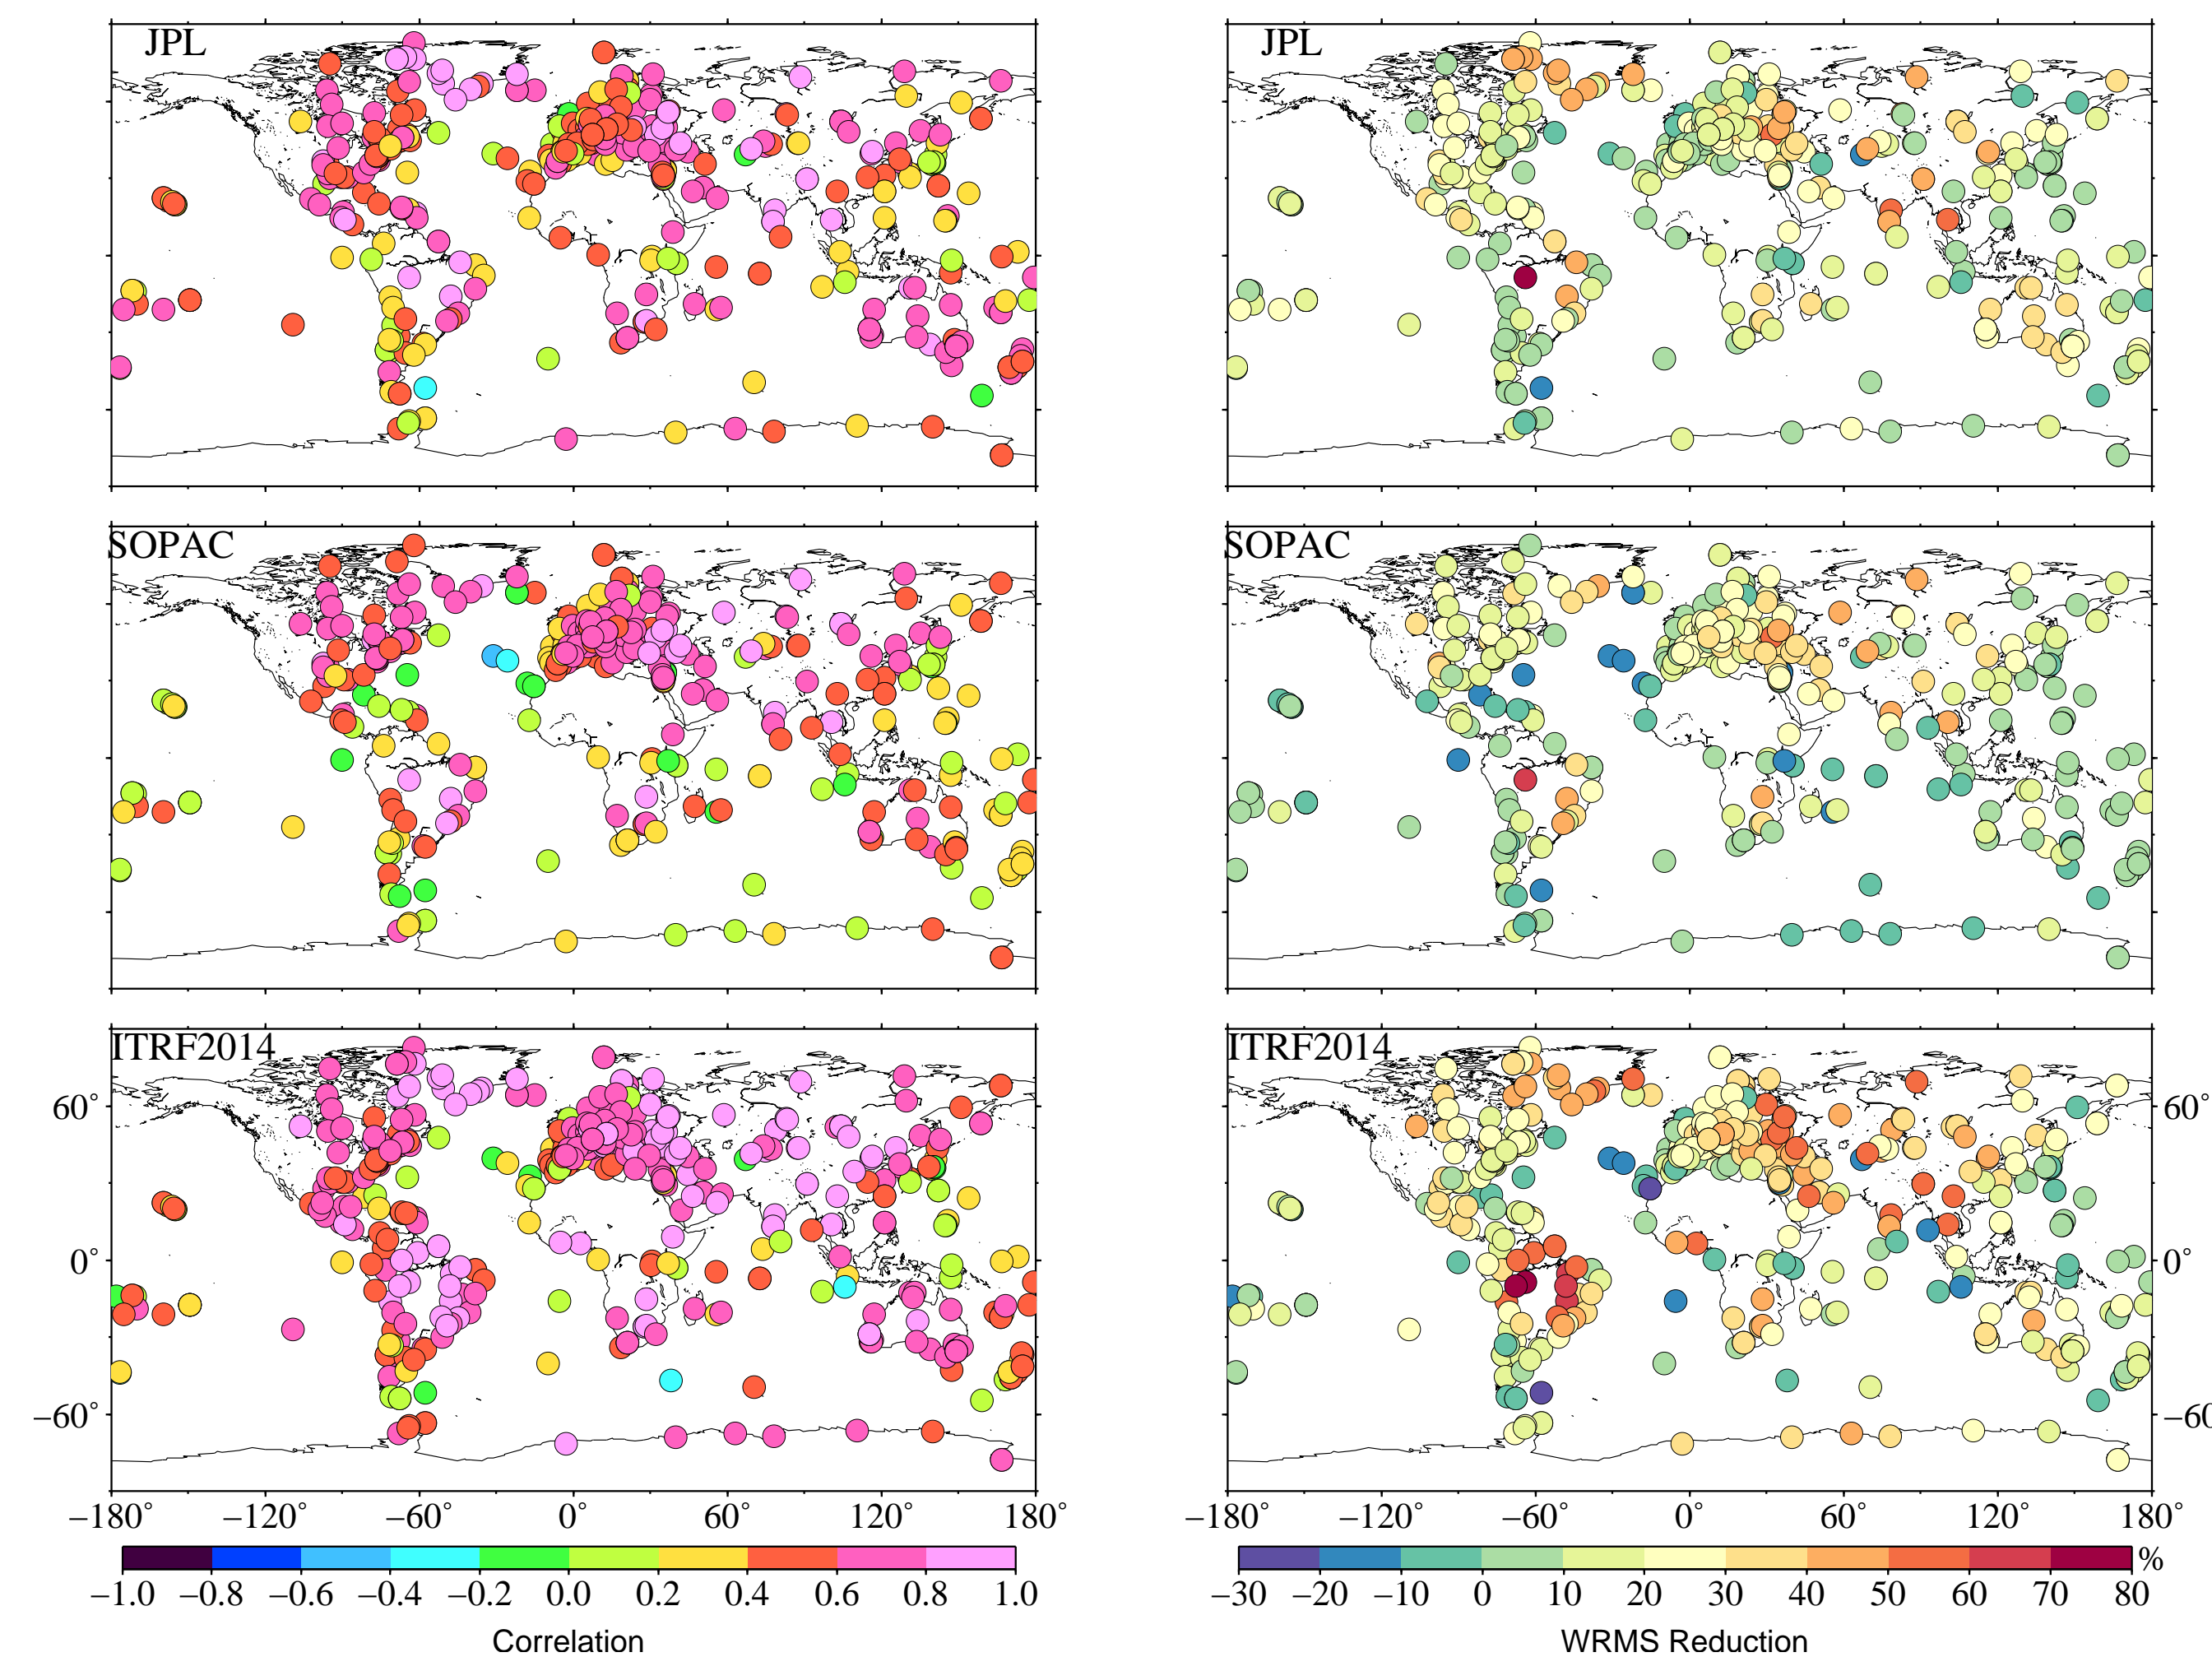 JPL JPL
SOPAC SOPAC
ITRF2014 ITRF2014
60° 60°
0° 0°
−60° −60
−180° −120° −60° 0° 60° 120° 180° −180° −120° −60° 0° 60° 120° 180°
−1.0 −0.8 −0.6 −0.4 −0.2 0.0 0.2 0.4 0.6 0.8 1.0 −30 −20 −10 0 10 20 30 40 50 60 70 80 %
Correlation WRMS Reduction